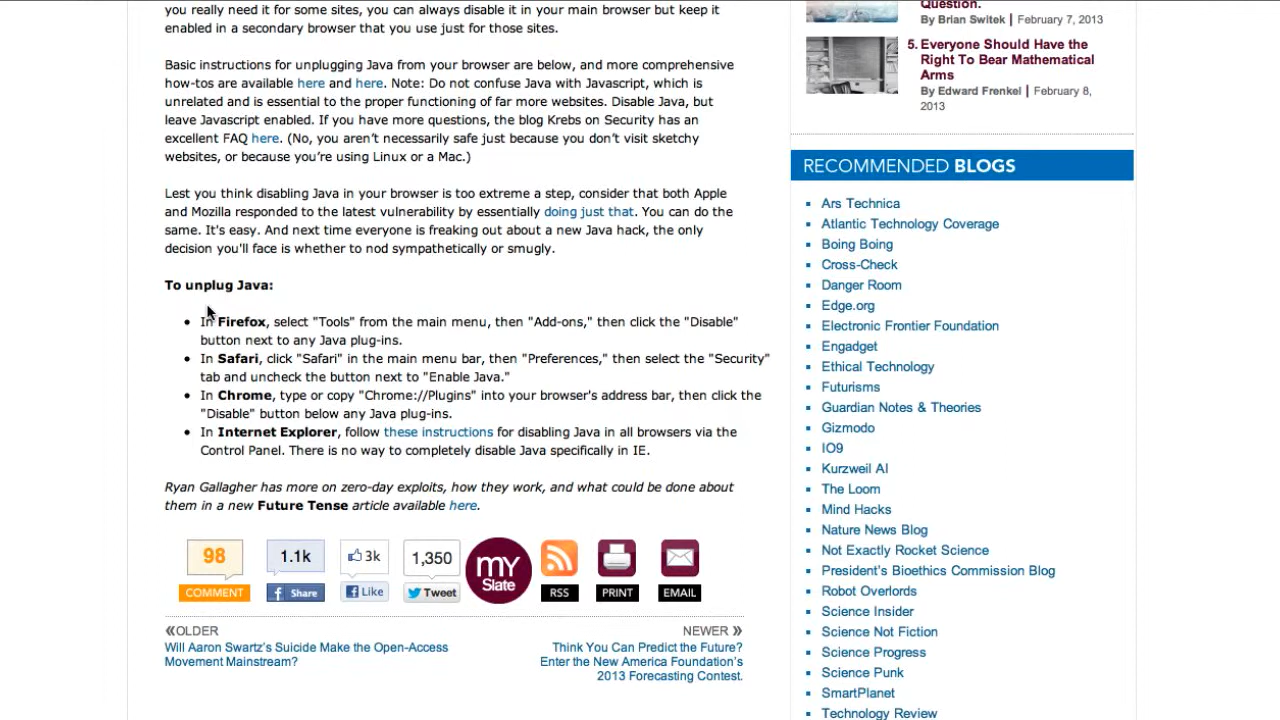 you really need it for some sites, you can always disable it in your main browser but keep it
enabled in a secondary browser that you use just for those sites.
Basic instructions for unplugging Java from your browser are below, and more comprehensive
how-tos are available here and here. Note: Do not confuse Java with Javascript, which is
unrelated and is essential to the proper functioning of far more websites. Disable Java, but
leave Javascript enabled. If you have more questions, the blog Krebs on Security has an
excellent FAQ here. (No, you aren’t necessarily safe just because you don’t visit sketchy
websites, or because you’re using Linux or a Mac.)
Lest you think disabling Java in your browser is too extreme a step, consider that both Apple
and Mozilla responded to the latest vulnerability by essentially doing just that. You can do the
same. It's easy. And next time everyone is freaking out about a new Java hack, the only
decision you'll face is whether to nod sympathetically or smugly.
To unplug Java:
In Firefox, select "Tools" from the main menu, then "Add-ons," then click the "Disable"
button next to any Java plug-ins.
In Safari, click "Safari" in the main menu bar, then "Preferences," then select the "Security"
tab and uncheck the button next to "Enable Java."
In Chrome, type or copy "Chrome://Plugins" into your browser's address bar, then click the
"Disable" button below any Java plug-ins.
In Internet Explorer, follow these instructions for disabling Java in all browsers via the
Control Panel. There is no way to completely disable Java specifically in IE.
Ryan Gallagher has more on zero-day exploits, how they work, and what could be done about
them in a new Future Tense article available here.
98
COMMENT
1.1k
Share
3k
Like
1,350
Tweet
my
Slate
RSS
PRINT
EMAIL
«OLDER
Will Aaron Swartz’s Suicide Make the Open-Access
Movement Mainstream?
NEWER »
Think You Can Predict the Future?
Enter the New America Foundation’s
2013 Forecasting Contest.
Question.
By Brian Switek | February 7, 2013
5. Everyone Should Have the
Right To Bear Mathematical
Arms
By Edward Frenkel | February 8,
2013
RECOMMENDED BLOGS
Ars Technica
Atlantic Technology Coverage
Boing Boing
Cross-Check
Danger Room
Edge.org
Electronic Frontier Foundation
Engadget
Ethical Technology
Futurisms
Guardian Notes & Theories
Gizmodo
IO9
Kurzweil AI
The Loom
Mind Hacks
Nature News Blog
Not Exactly Rocket Science
President’s Bioethics Commission Blog
Robot Overlords
Science Insider
Science Not Fiction
Science Progress
Science Punk
SmartPlanet
Technology Review